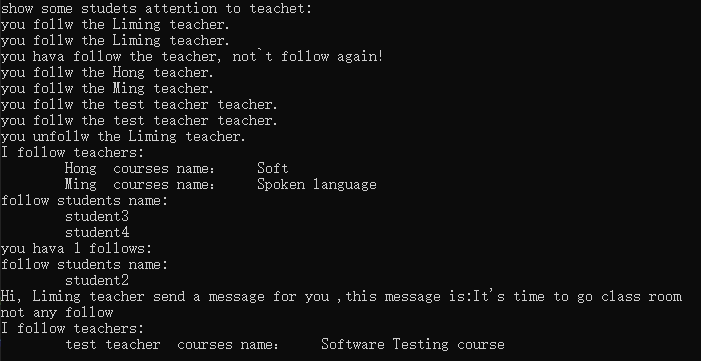 show some studets attention to teachet:
you follw the Liming teacher.
you follw the Liming teacher.
you hava follow the teacher, not`t follow again!
you follw the Hong teacher.
you follw the Ming teacher.
you follw the test teacher teacher.
you follw the test teacher teacher.
you unfollw the Liming teacher.
I follow teachers:
Hong  courses name:     Soft
Ming  courses name:     Spoken language
follow students name:
student3
student4
you hava 1 follows:
follow students name:
student2
Hi, Liming teacher send a message for you ,this message is:It's time to go class room
not any follow
I follow teachers:
test teacher  courses name:     Software Testing course